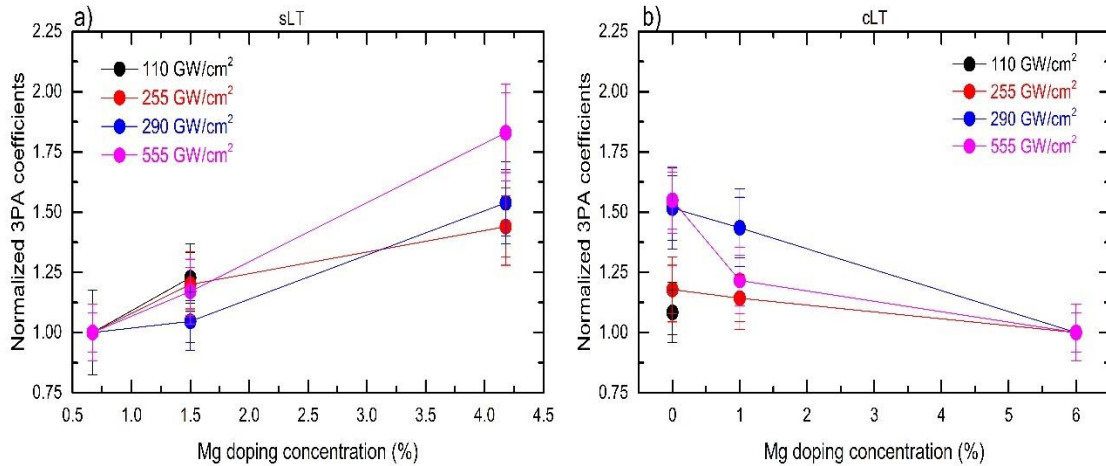 a)
sLT
Normalized 3PA coefficients
2.25
2.00
1.75
1.50
1.25
1.00
0.75
110 GW/cm²
255 GW/cm²
290 GW/cm²
555 GW/cm²
0.5 1.0 1.5 2.0 2.5 3.0 3.5 4.0 4.5
Mg doping concentration (%)
b)
cLT
Normalized 3PA coefficients
2.25
2.00
1.75
1.50
1.25
1.00
0.75
110 GW/cm²
255 GW/cm²
290 GW/cm²
555 GW/cm²
0 1 2 3 4 5 6
Mg doping concentration (%)